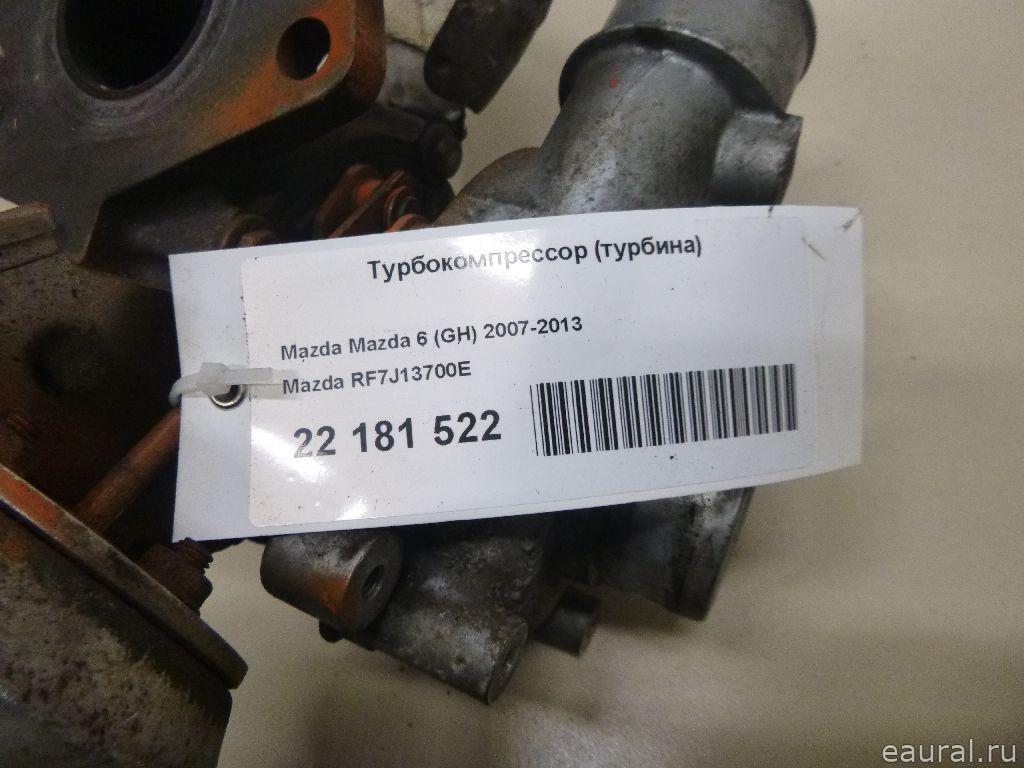 Турбокомпрессор (турбина)
Mazda Mazda 6 (GH) 2007-2013
Mazda RF7J13700E
22 181 522
eaural.ru